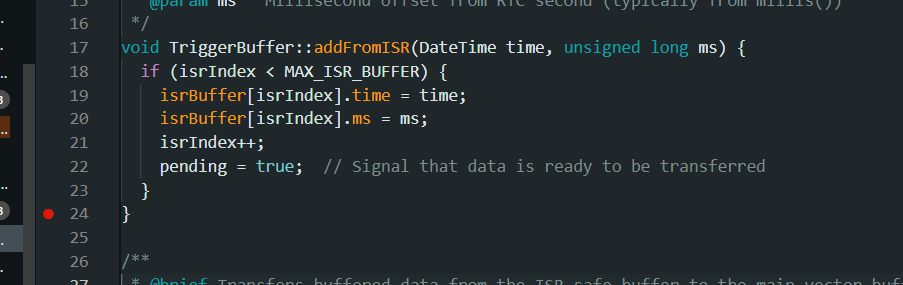 15 * @param ms Millisecond offset from RTC second (typically from millis())
16 */
17 void TriggerBuffer::addFromISR(DateTime time, unsigned long ms) {
18 if (isrIndex < MAX_ISR_BUFFER) {
19 isrBuffer[isrIndex].time = time;
20 isrBuffer[isrIndex].ms = ms;
21 isrIndex++;
22 pending = true; // Signal that data is ready to be transferred
23 }
24 }
25
26 /**
27 * @brief Transfers buffered data from the ISR-safe buffer to the main vector